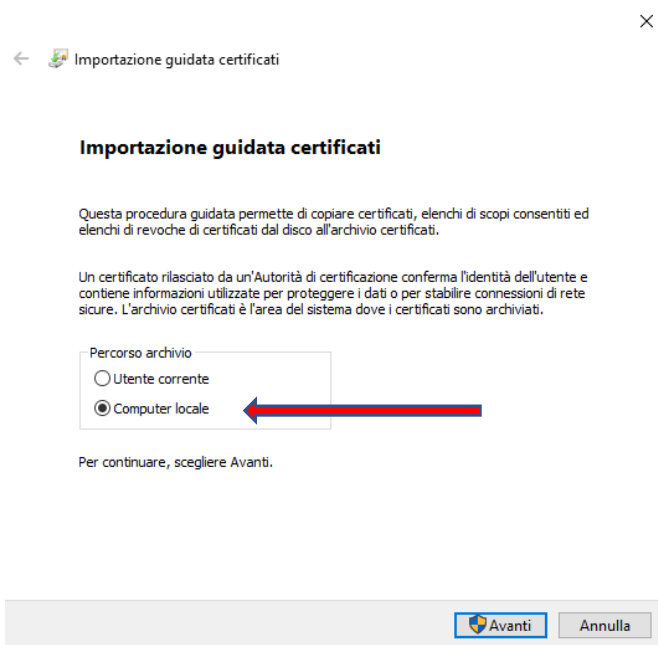 Importazione guidata certificati
Importazione guidata certificati
Questa procedura guidata permette di copiare certificati, elenchi di scopi consentiti ed
elenchi di revoche di certificati dal disco all'archivio certificati.
Un certificato rilasciato da un'Autorità di certificazione conferma l'identità dell'utente e
contiene informazioni utilizzate per proteggere i dati o per stabilire connessioni di rete
sicure. L'archivio certificati è l'area del sistema dove i certificati sono archiviati.
Percorso archivio
Utente corrente
Computer locale
Per continuare, scegliere Avanti.
Avanti Annulla